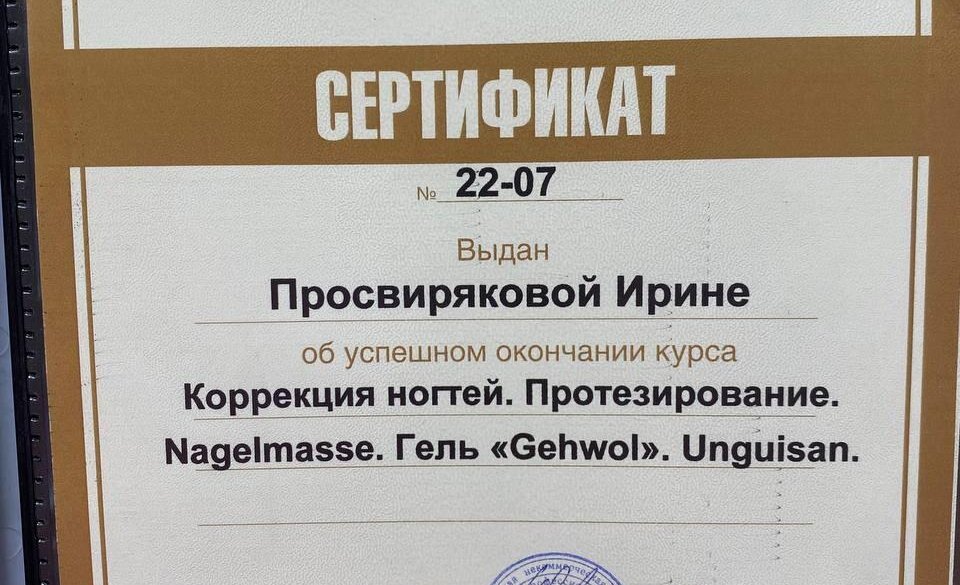 СЕРТИФИКАТ
№ 22-07
Выдан
Просвиряковой Ирине
об успешном окончании курса
Коррекция ногтей. Протезирование.
Nagelmasse. Гель «Gehwol». Unguisan.